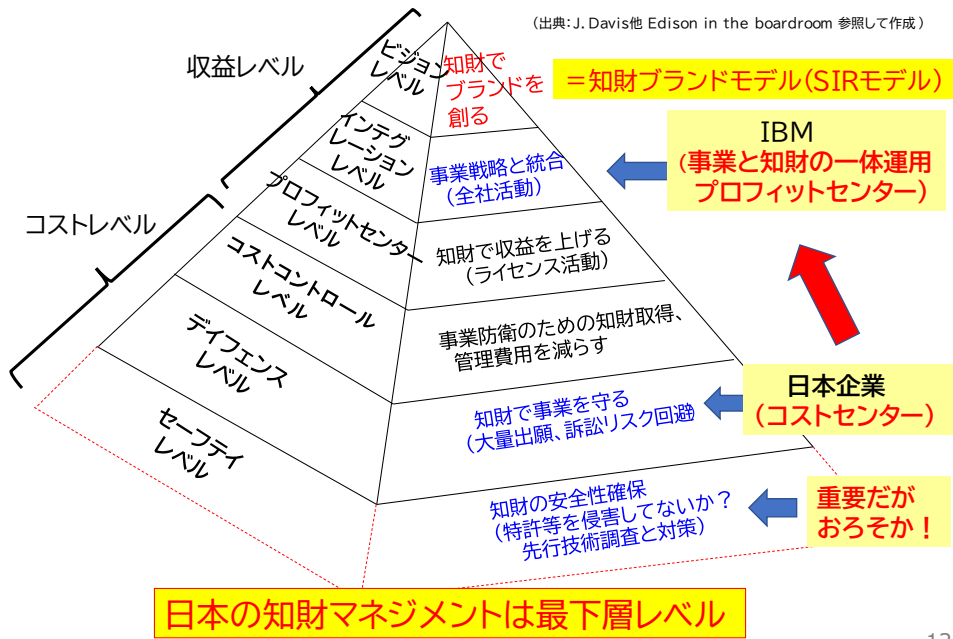 （出典：J. Davis他 Edison in the boardroom 参照して作成）
収益レベル
コストレベル
ビジョン
レベル
知財で
ブランドを
創る
＝知財ブランドモデル（SIRモデル）
インテグ
レーション
レベル
事業戦略と統合
（全社活動）
IBM
（事業と知財の一体運用
プロフィットセンター）
プロフィットセンター
レベル
知財で収益を上げる
（ライセンス活動）
コストコントロール
レベル
事業防衛のための知財取得、
管理費用を減らす
デイフェンス
レベル
知財で事業を守る
（大量出願、訴訟リスク回避）
日本企業
（コストセンター）
セーフティ
レベル
知財の安全性確保
（特許等を侵害してないか？
先行技術調査と対策）
重要だが
おろそか！
日本の知財マネジメントは最下層レベル